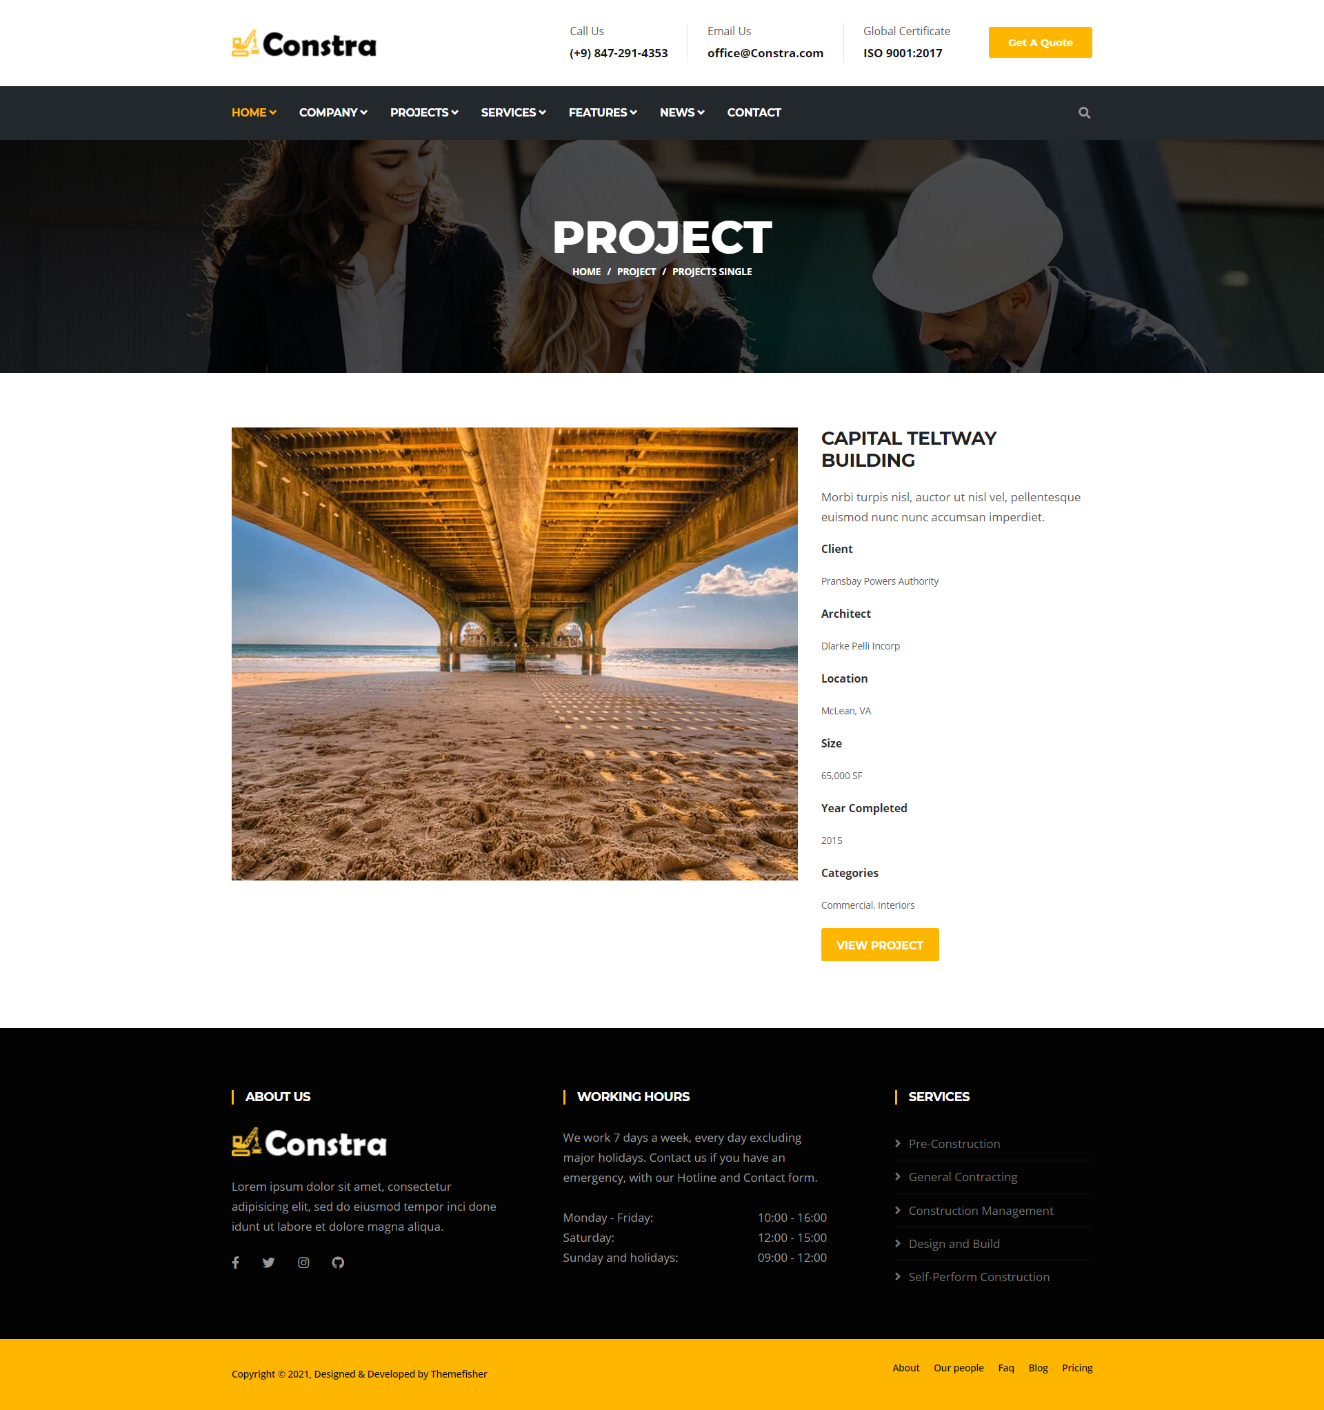 Constra
Call Us
(+9) 847-291-4353
Email Us
office@Constra.com
Global Certificate
ISO 9001:2017
Get A Quote
HOME COMPANY PROJECTS SERVICES FEATURES NEWS CONTACT
PROJECT
HOME / PROJECT / PROJECTS SINGLE
CAPITAL TELTWAY
BUILDING
Morbi turpis nisl, auctor ut nisl vel, pellentesque
euismod nunc nunc accumsan imperdiet.
Client
Pransbay Powers Authority
Architect
Dlarke Pelli Incorp
Location
McLean, VA
Size
65,000 SF
Year Completed
2015
Categories
Commercial, Interiors
VIEW PROJECT
ABOUT US
Constra
Lorem ipsum dolor sit amet, consectetur
adipisicing elit, sed do eiusmod tempor inci done
idunt ut labore et dolore magna aliqua.
WORKING HOURS
We work 7 days a week, every day excluding
major holidays. Contact us if you have an
emergency, with our Hotline and Contact form.
Monday - Friday: 10:00 - 16:00
Saturday: 12:00 - 15:00
Sunday and holidays: 09:00 - 12:00
SERVICES
Pre-Construction
General Contracting
Construction Management
Design and Build
Self-Perform Construction
Copyright © 2021, Designed & Developed by Themefisher
About Our people Faq Blog Pricing